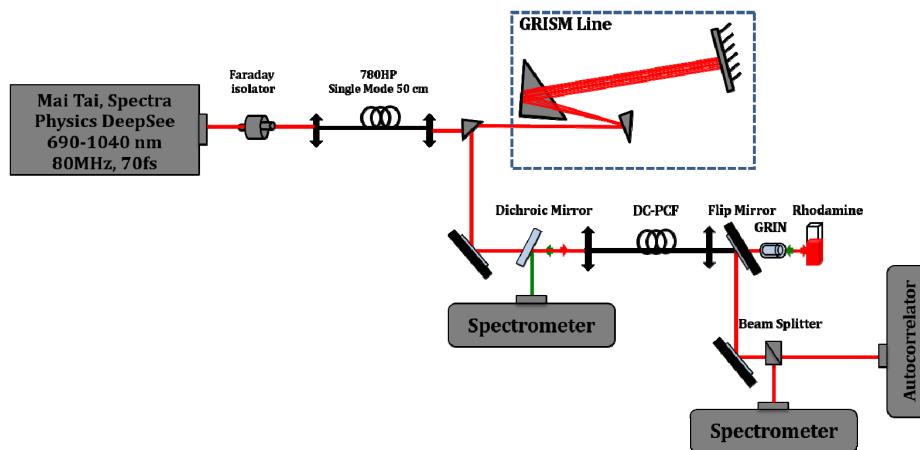 GRISM Line
Faraday
isolator
780HP
Single Mode 50 cm
Mai Tai, Spectra
Physics DeepSee
690-1040 nm
80MHz, 70fs
Dichroic Mirror
DC-PCF
Flip Mirror
Rhodamine
GRIN
Spectrometer
Beam Splitter
Autocorrelator
Spectrometer